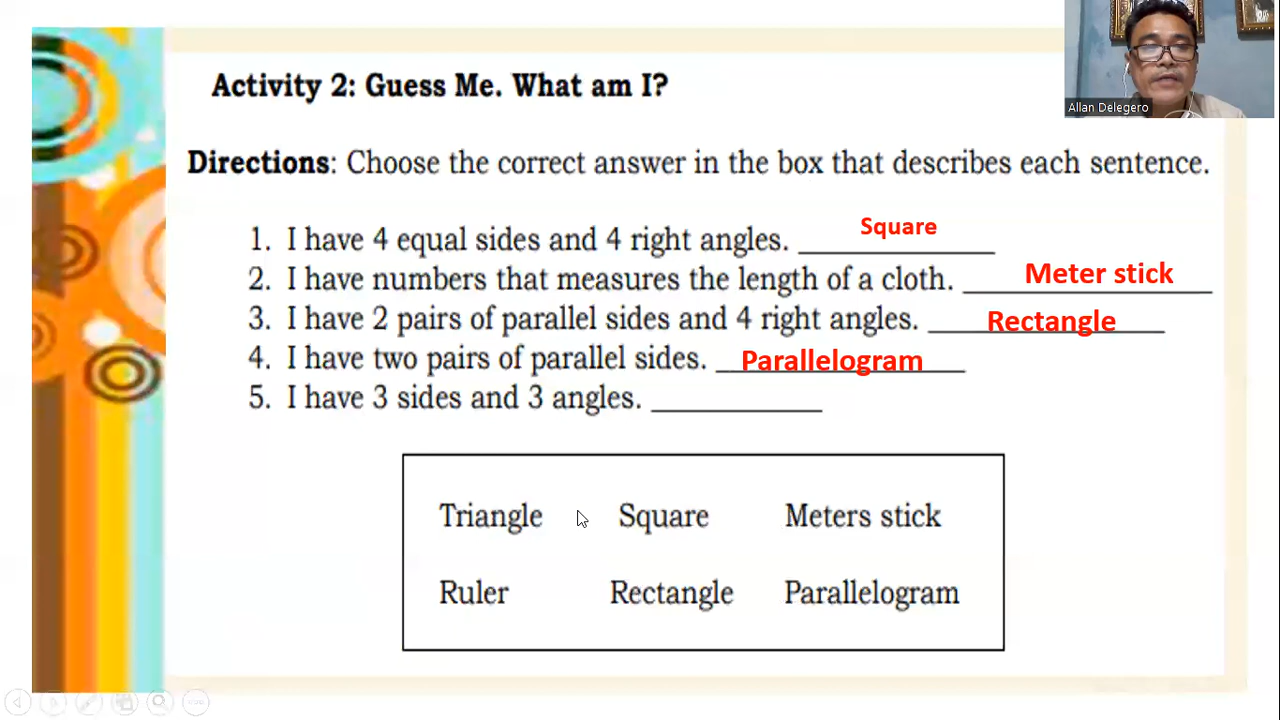 Activity 2: Guess Me. What am I?
Allan Delegero
Directions: Choose the correct answer in the box that describes each sentence.
1. I have 4 equal sides and 4 right angles. Square
2. I have numbers that measures the length of a cloth. Meter stick
3. I have 2 pairs of parallel sides and 4 right angles. Rectangle
4. I have two pairs of parallel sides. Parallelogram
5. I have 3 sides and 3 angles.
Triangle Square Meters stick
Ruler Rectangle Parallelogram